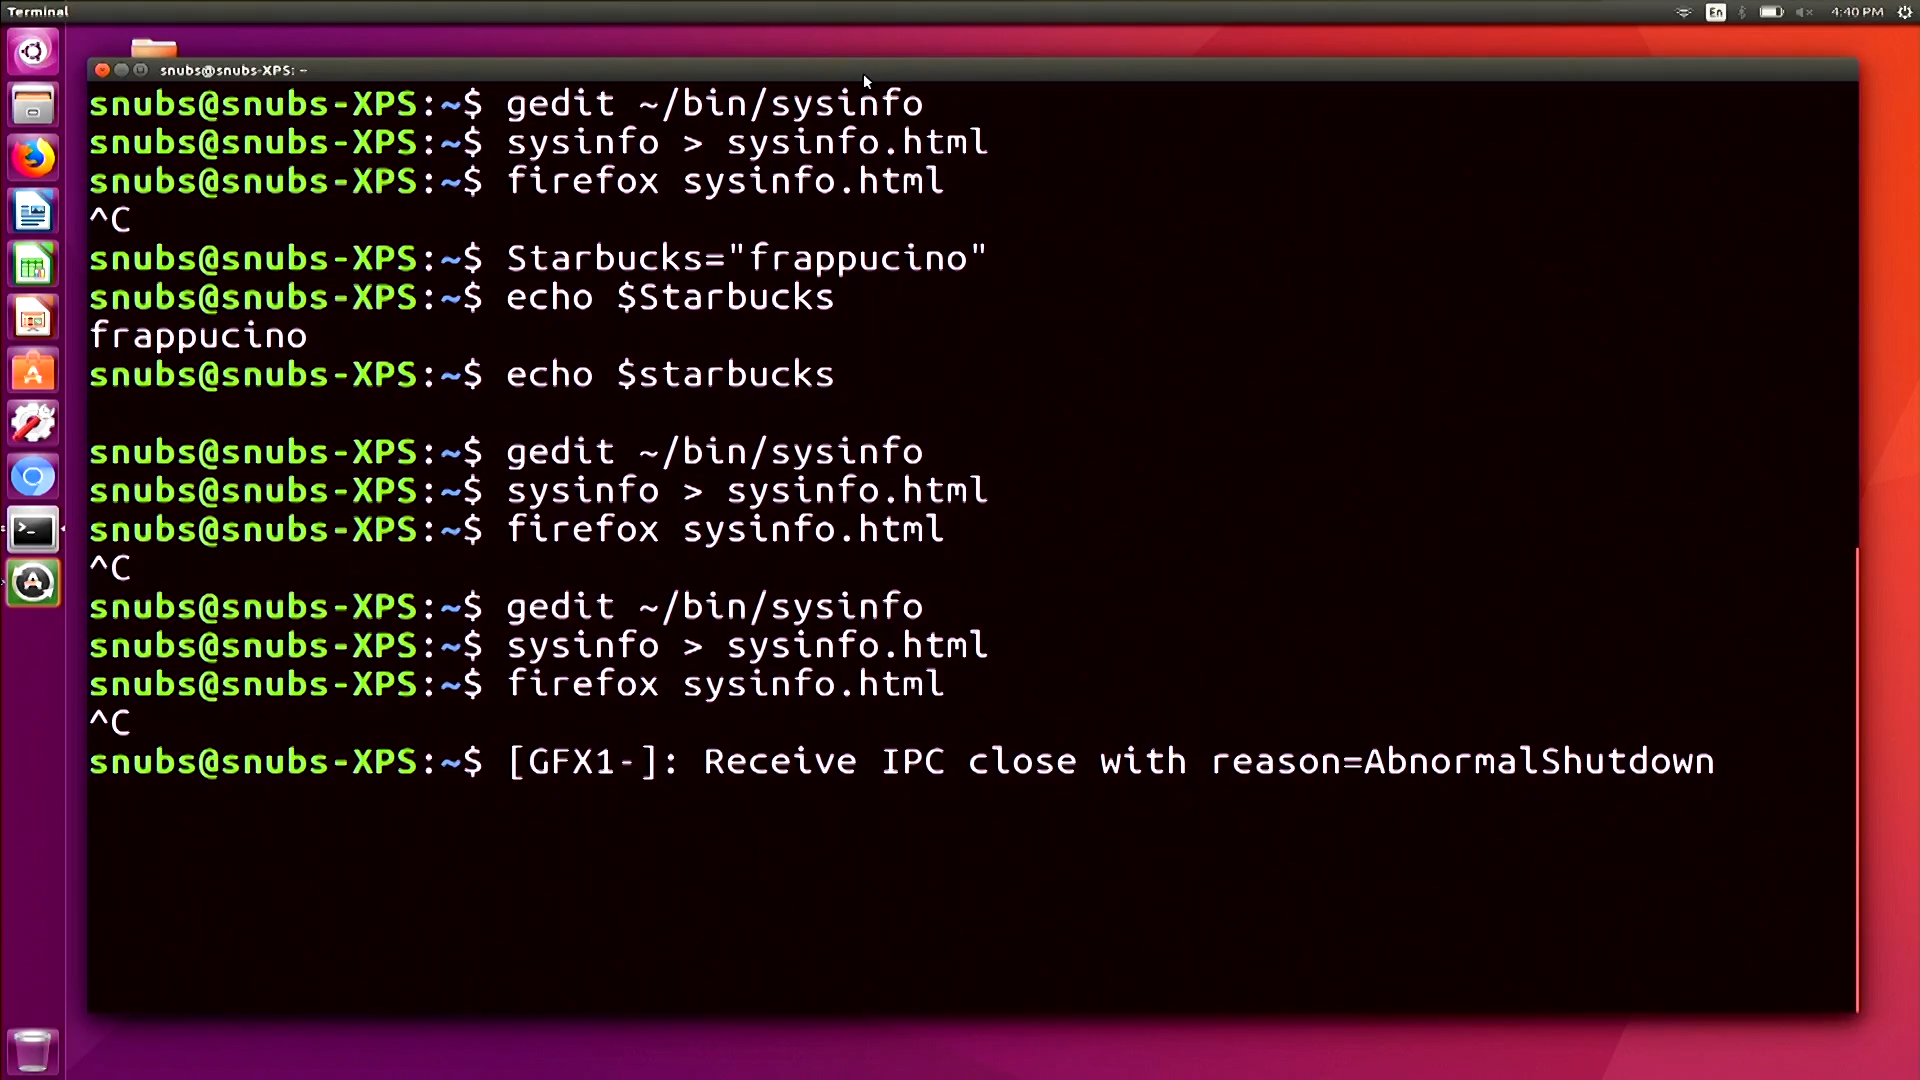 Terminal
En
4:40 PM
snubs@snubs-XPS: ~
snubs@snubs-XPS:~$ gedit ~/bin/sysinfo
snubs@snubs-XPS:~$ sysinfo > sysinfo.html
snubs@snubs-XPS:~$ firefox sysinfo.html
^C
snubs@snubs-XPS:~$ Starbucks="frappucino"
snubs@snubs-XPS:~$ echo $Starbucks
frappucino
snubs@snubs-XPS:~$ echo $starbucks
snubs@snubs-XPS:~$ gedit ~/bin/sysinfo
snubs@snubs-XPS:~$ sysinfo > sysinfo.html
snubs@snubs-XPS:~$ firefox sysinfo.html
^C
snubs@snubs-XPS:~$ gedit ~/bin/sysinfo
snubs@snubs-XPS:~$ sysinfo > sysinfo.html
snubs@snubs-XPS:~$ firefox sysinfo.html
^C
snubs@snubs-XPS:~$ [GFX1-]: Receive IPC close with reason=AbnormalShutdown